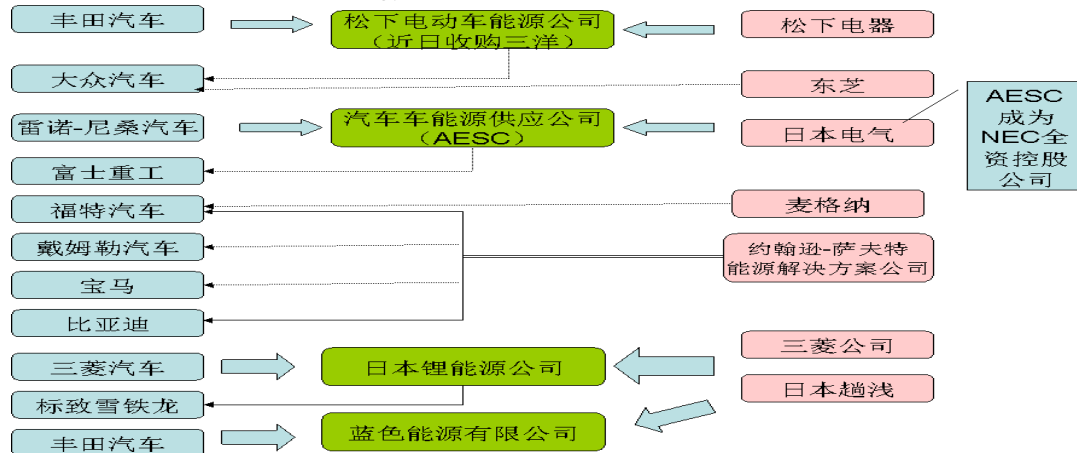 丰田汽车
松下电动车能源公司
（近日收购三洋）
松下电器
大众汽车
东芝
AESC
成为
NEC全
资控股
公司
雷诺-尼桑汽车
汽车车能源供应公司
（AESC）
日本电气
富士重工
福特汽车
麦格纳
戴姆勒汽车
约翰逊-萨夫特
能源解决方案公司
宝马
比亚迪
三菱汽车
日本锂能源公司
三菱公司
日本趟浅
标致雪铁龙
丰田汽车
蓝色能源有限公司